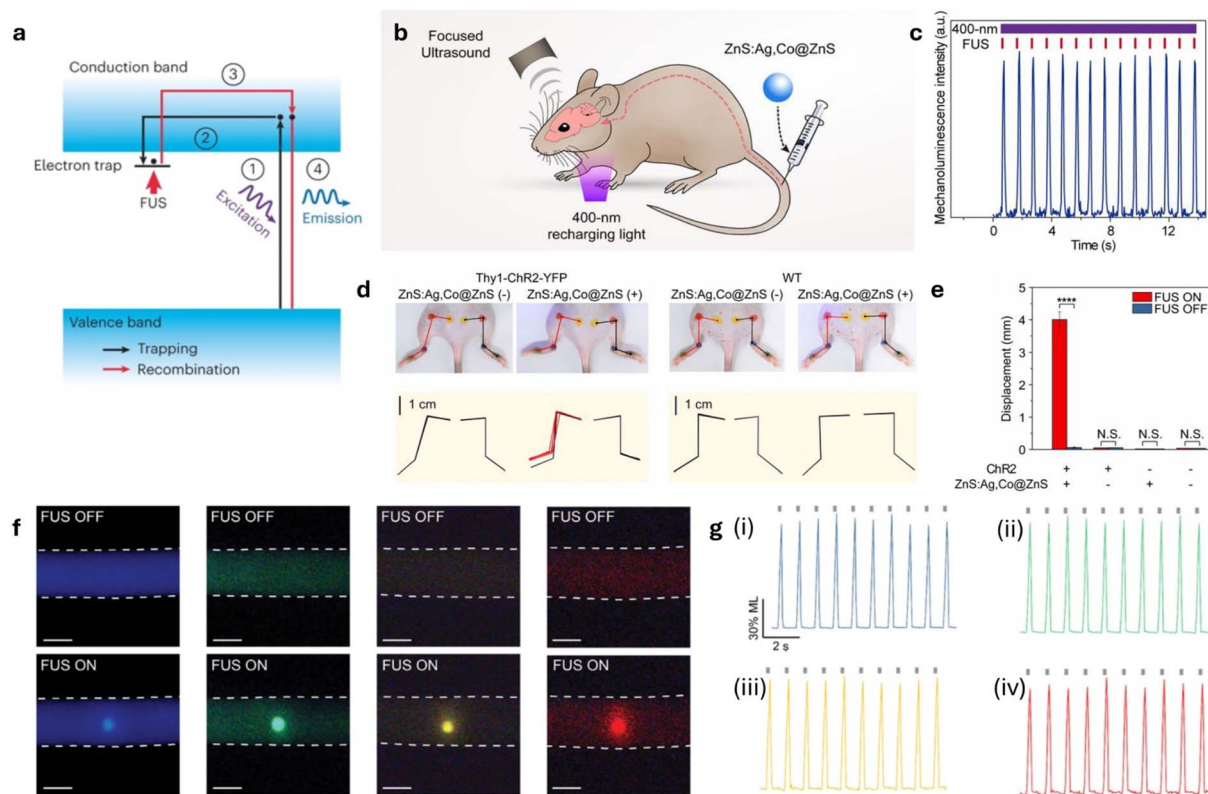 a
Conduction band
③
②
Electron trap
FUS
①
④
Excitation
Emission
Valence band
Trapping
Recombination
b
Focused
Ultrasound
ZnS:Ag,Co@ZnS
400-nm
recharging light
c
400-nm
FUS
Mechanoluminescence intensity (a.u.)
0 4 8 12
Time (s)
d
Thy1-ChR2-YFP
WT
ZnS:Ag,Co@ZnS (-)
ZnS:Ag,Co@ZnS (+)
ZnS:Ag,Co@ZnS (-)
ZnS:Ag,Co@ZnS (+)
1 cm
1 cm
e
FUS ON
FUS OFF
Displacement (mm)
5
4
3
2
1
0
****
N.S.
N.S.
N.S.
ChR2 + + - -
ZnS:Ag,Co@ZnS + - + -
f
FUS OFF
FUS OFF
FUS OFF
FUS OFF
FUS ON
FUS ON
FUS ON
FUS ON
g
(i)
(ii)
30% ML
2 s
(iii)
(iv)